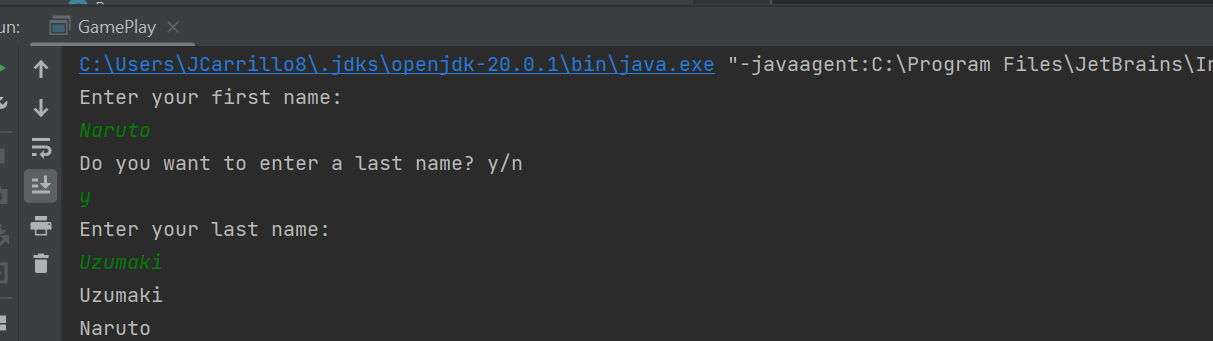 un: GamePlay
C:\Users\JCarrillo8\.jdks\openjdk-20.0.1\bin\java.exe "-javaagent:C:\Program Files\JetBrains\In
Enter your first name:
Naruto
Do you want to enter a last name? y/n
y
Enter your last name:
Uzumaki
Uzumaki
Naruto